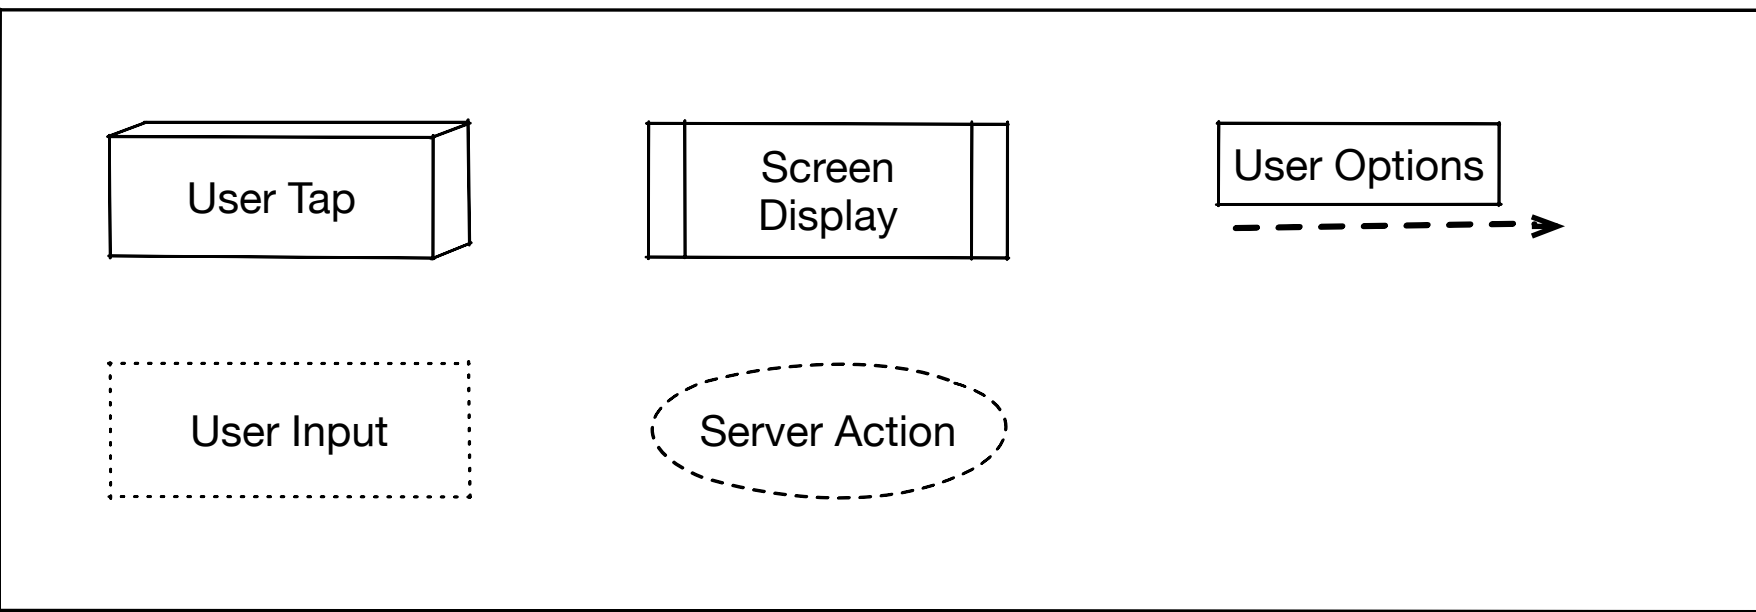 User Tap
Screen
Display
User Options
User Input
Server Action